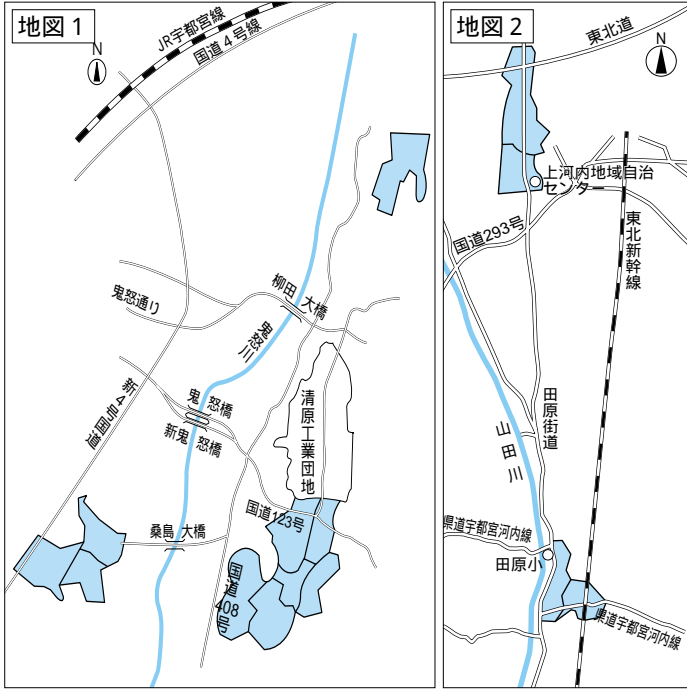 地図 1
N
JR宇都宮線
国道４号線
鬼怒通り
柳田 大橋
鬼怒川
新４号国道
鬼 怒橋
新鬼 怒橋
清原工業団地
国道123号
桑島 大橋
国道408号
地図 2
N
東北道
上河内地域自治
センター
国道293号
東北新幹線
田原街道
山田川
県道宇都宮河内線
田原小
県道宇都宮河内線